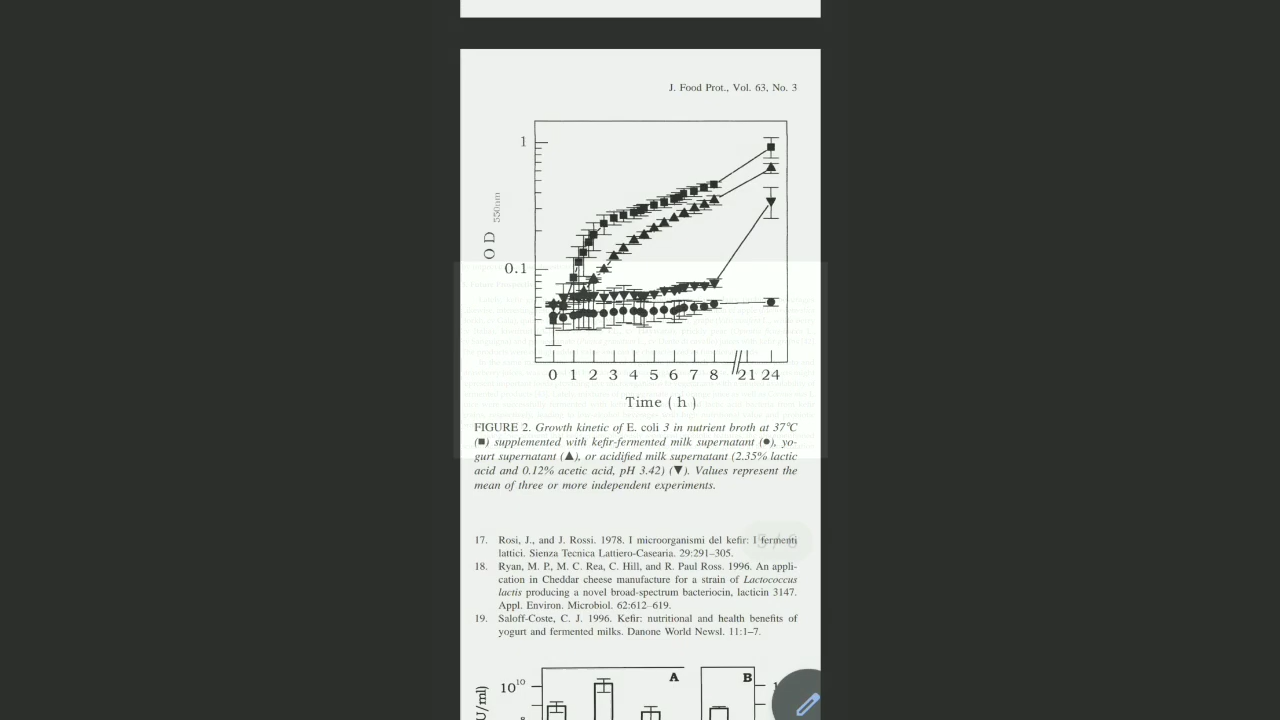 J. Food Prot., Vol. 63, No. 3
1
OD 550nm
0.1
0 1 2 3 4 5 6 7 8 21 24
Time ( h )
FIGURE 2. Growth kinetic of E. coli 3 in nutrient broth at 37°C
(■) supplemented with kefir-fermented milk supernatant (●), yo-
gurt supernatant (▲), or acidified milk supernatant (2.35% lactic
acid and 0.12% acetic acid, pH 3.42) (▼). Values represent the
mean of three or more independent experiments.
17. Rosi, J., and J. Rossi. 1978. I microorganismi del kefir: I fermenti
lattici. Sienza Tecnica Lattiero-Casearia. 29:291–305.
18. Ryan, M. P., M. C. Rea, C. Hill, and R. Paul Ross. 1996. An appli-
cation in Cheddar cheese manufacture for a strain of Lactococcus
lactis producing a novel broad-spectrum bacteriocin, lacticin 3147.
Appl. Environ. Microbiol. 62:612–619.
19. Saloff-Coste, C. J. 1996. Kefir: nutritional and health benefits of
yogurt and fermented milks. Danone World Newsl. 11:1–7.
A B
10¹⁰
U/ml)